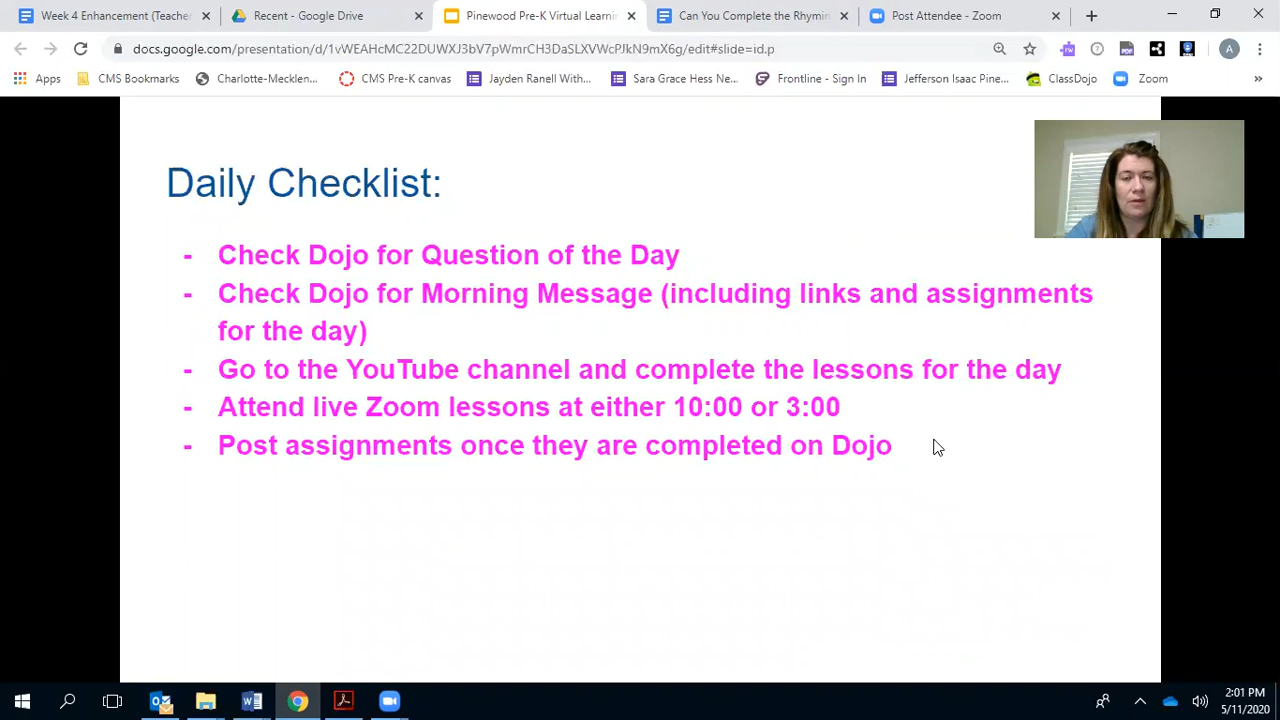 Week 4 Enhancement (Teache
Recent - Google Drive
Pinewood Pre-K Virtual Learnin
Can You Complete the Rhymin
Post Attendee - Zoom
docs.google.com/presentation/d/1vWEAHcMC22DUWXJ3bV7pWmrCH3DaSLXVWcPJkN9mX6g/edit#slide=id.p
A
Apps
CMS Bookmarks
Charlotte-Mecklen...
CMS Pre-K canvas
Jayden Ranell With...
Sara Grace Hess Le...
Frontline - Sign In
Jefferson Isaac Pine...
ClassDojo
Zoom
Daily Checklist:
- Check Dojo for Question of the Day
- Check Dojo for Morning Message (including links and assignments
for the day)
- Go to the YouTube channel and complete the lessons for the day
- Attend live Zoom lessons at either 10:00 or 3:00
- Post assignments once they are completed on Dojo
2:01 PM
5/11/2020